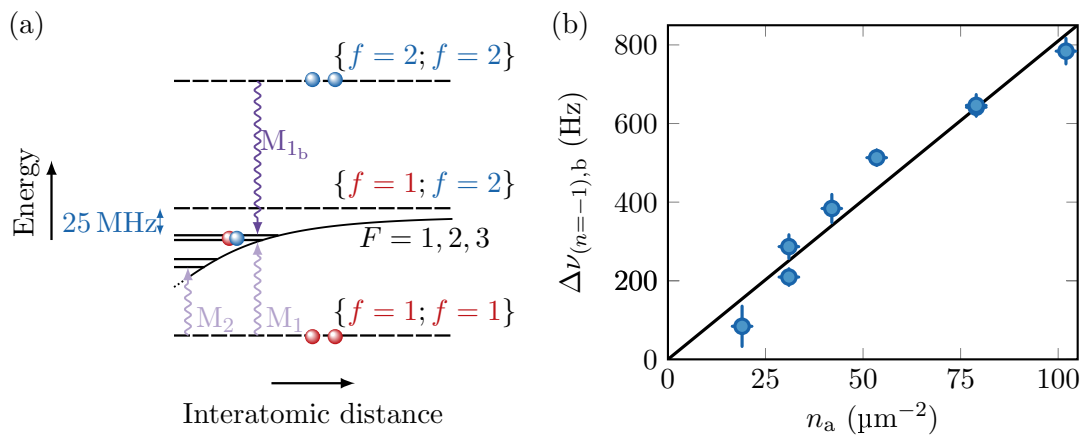 (a)
{f = 2; f = 2}
M1b
{f = 1; f = 2}
Energy
25 MHz
F = 1, 2, 3
M2
M1
{f = 1; f = 1}
Interatomic distance
(b)
Δν(n=−1),b (Hz)
800
600
400
200
0
0 25 50 75 100
na (µm−2)